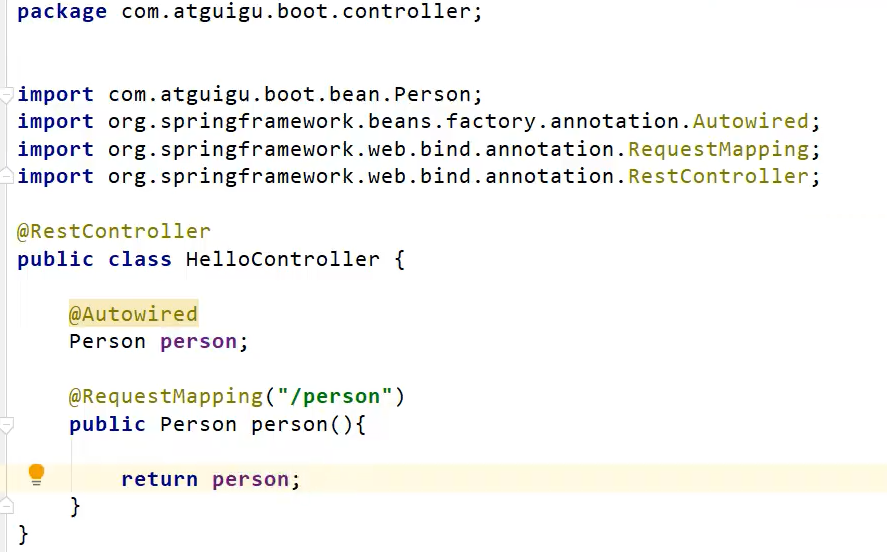 package com.atguigu.boot.controller;
import com.atguigu.boot.bean.Person;
import org.springframework.beans.factory.annotation.Autowired;
import org.springframework.web.bind.annotation.RequestMapping;
import org.springframework.web.bind.annotation.RestController;
@RestController
public class HelloController {
@Autowired
Person person;
@RequestMapping("/person")
public Person person(){
return person;
}
}